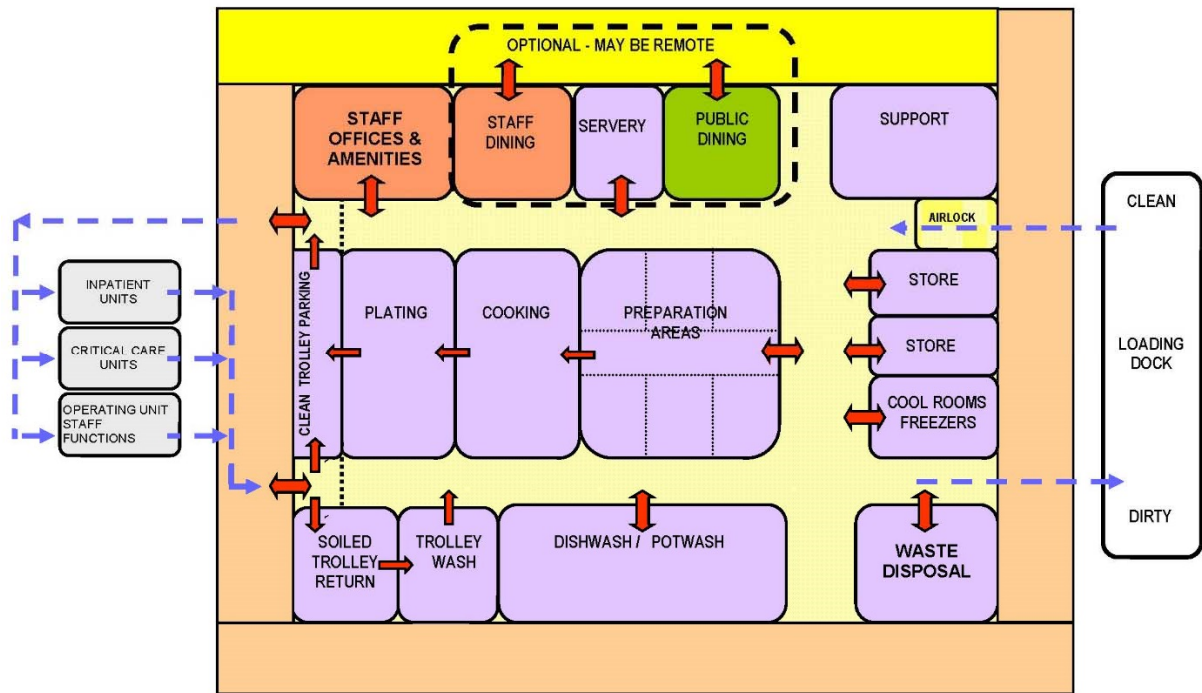 OPTIONAL - MAY BE REMOTE
STAFF
OFFICES &
AMENITIES
STAFF
DINING
SERVERY
PUBLIC
DINING
SUPPORT
AIRLOCK
CLEAN
LOADING
DOCK
DIRTY
INPATIENT
UNITS
CRITICAL CARE
UNITS
OPERATING UNIT
STAFF
FUNCTIONS
CLEAN TROLLEY PARKING
PLATING
COOKING
PREPARATION
AREAS
STORE
STORE
COOL ROOMS
FREEZERS
SOILED
TROLLEY
RETURN
TROLLEY
WASH
DISHWASH / POTWASH
WASTE
DISPOSAL